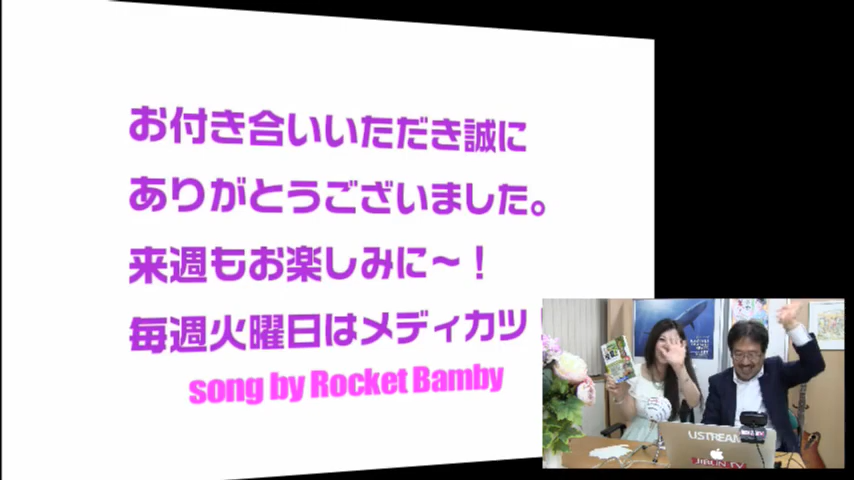 お付き合いいただき誠に
ありがとうございました。
来週もお楽しみに～！
毎週火曜日はメディカツ！
song by Rocket Bamby
USTREAM